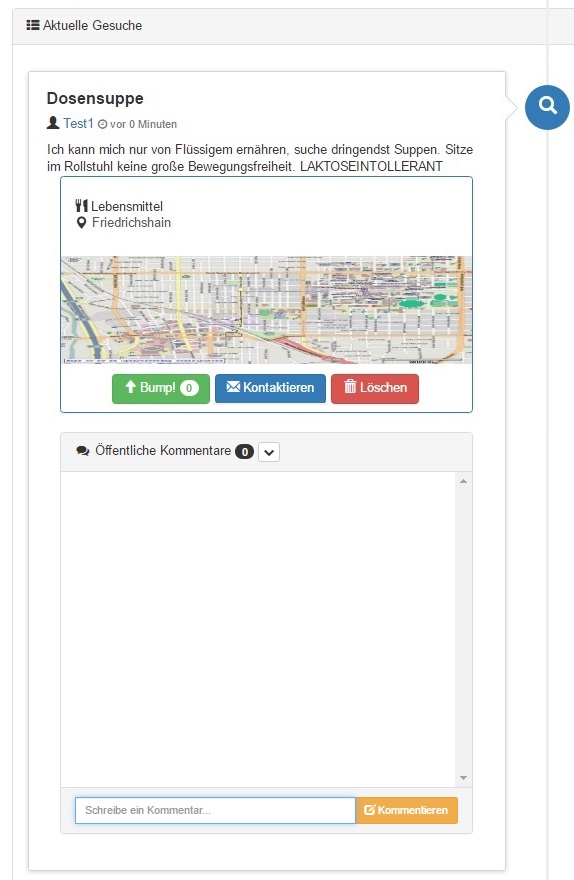 Aktuelle Gesuche
Dosensuppe
Test1 vor 0 Minuten
Ich kann mich nur von Flüssigem ernähren, suche dringendst Suppen. Sitze
im Rollstuhl keine große Bewegungsfreiheit. LAKTOSEINTOLLERANT
Lebensmittel
Friedrichshain
Bump! 0 Kontaktieren Löschen
Öffentliche Kommentare 0
Schreibe ein Kommentar... Kommentieren